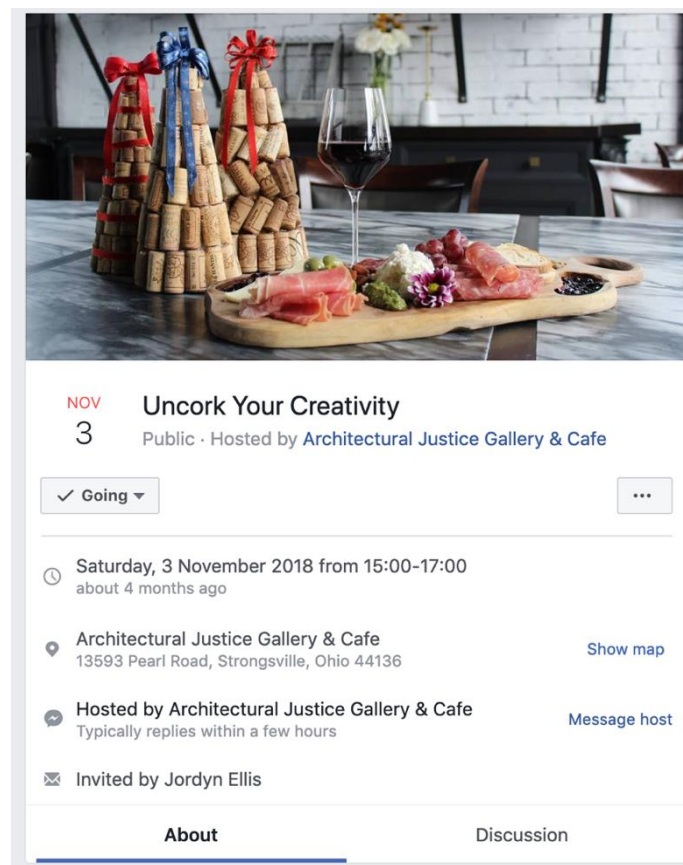 NOV
3
Uncork Your Creativity
Public · Hosted by Architectural Justice Gallery & Cafe
Going
Saturday, 3 November 2018 from 15:00-17:00
about 4 months ago
Architectural Justice Gallery & Cafe
13593 Pearl Road, Strongsville, Ohio 44136
Show map
Hosted by Architectural Justice Gallery & Cafe
Typically replies within a few hours
Message host
Invited by Jordyn Ellis
About
Discussion